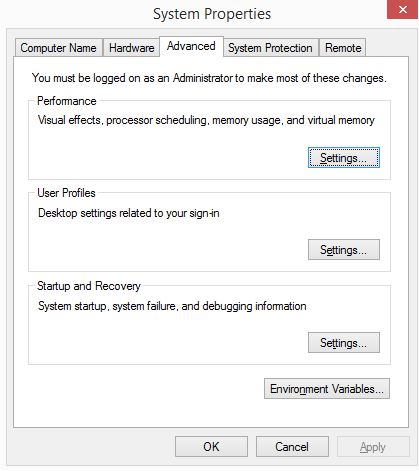 System Properties
Computer Name Hardware Advanced System Protection Remote
You must be logged on as an Administrator to make most of these changes.
Performance
Visual effects, processor scheduling, memory usage, and virtual memory
Settings...
User Profiles
Desktop settings related to your sign-in
Settings...
Startup and Recovery
System startup, system failure, and debugging information
Settings...
Environment Variables...
OK Cancel Apply